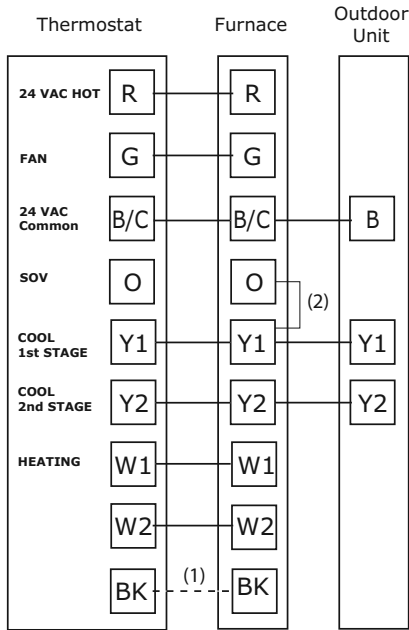 Thermostat Furnace Outdoor
Unit
24 VAC HOT R R
FAN G G
24 VAC
Common B/C B/C B
SOV O O
(2)
COOL
1st STAGE Y1 Y1 Y1
COOL
2nd STAGE Y2 Y2 Y2
HEATING W1 W1
W2 W2
(1)
BK BK